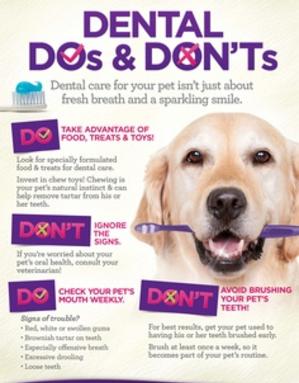 DENTAL
DOs & DON'Ts
Dental care for your pet isn't just about
fresh breath and a sparkling smile.
DO
TAKE ADVANTAGE OF
FOOD, TREATS & TOYS!
Look for specially formulated
food & treats for dental care.
Invest in chew toys! Chewing is
your pet's natural instinct & can
help remove tartar from his or
her teeth.
DON'T
IGNORE
THE
SIGNS.
If you're worried about your
pet's oral health, consult your
veterinarian!
DO
CHECK YOUR PET'S
MOUTH WEEKLY.
Signs of trouble?
• Red, white or swollen gums
• Brownish tartar on teeth
• Especially offensive breath
• Excessive drooling
• Loose teeth
DON'T
AVOID BRUSHING
YOUR PET'S
TEETH!
For best results, get your pet used to
having his or her teeth brushed early.
Brush at least once a week, so it
becomes part of your pet's routine.